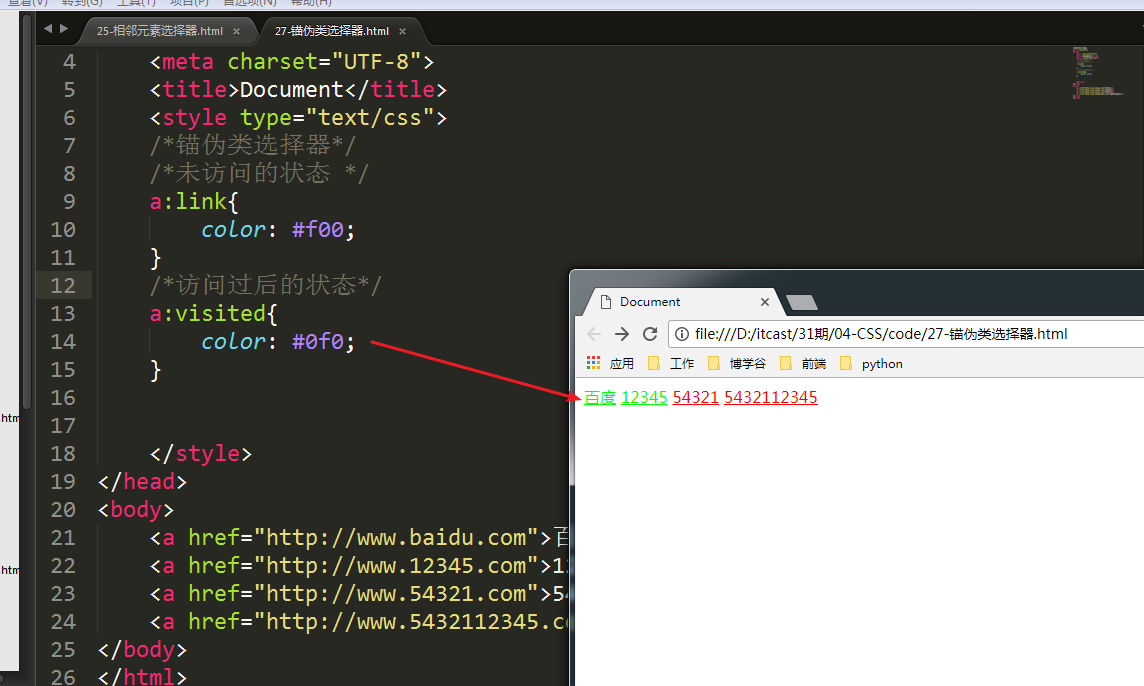 查看(V) 转到(G) 工具(T) 项目(P) 首选项(N) 帮助(H)
25-相邻元素选择器.html × 27-锚伪类选择器.html ×
4 <meta charset="UTF-8">
5 <title>Document</title>
6 <style type="text/css">
7 /*锚伪类选择器*/
8 /*未访问的状态 */
9 a:link{
10 color: #f00;
11 }
12 /*访问过后的状态*/
13 a:visited{
14 color: #0f0;
15 }
16
17
18 </style>
19 </head>
20 <body>
21 <a href="http://www.baidu.com">百
22 <a href="http://www.12345.com">12
23 <a href="http://www.54321.com">54
24 <a href="http://www.5432112345.co
25 </body>
26 </html>
.htm
.htm
Document ×
file:///D:/itcast/31期/04-CSS/code/27-锚伪类选择器.html
应用 工作 博学谷 前端 python
百度 12345 54321 5432112345